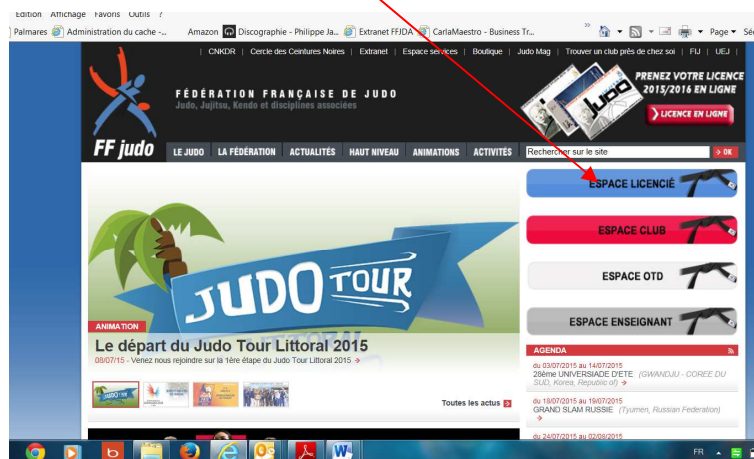 Edition Affichage Favoris Outils ?
Palmares Administration du cache -... Amazon Discographie - Philippe Ja... Extranet FFJDA CarlaMaestro - Business Tr... » Page
| CNKDR | Cercle des Ceintures Noires | Extranet | Espace services | Boutique | Judo Mag | Trouver un club près de chez soi | FIJ | UEJ |
FÉDÉRATION FRANÇAISE DE JUDO
Judo, Jujitsu, Kendo et disciplines associées
PRENEZ VOTRE LICENCE
2015/2016 EN LIGNE
LICENCE EN LIGNE
JUDO
FF judo
LE JUDO LA FÉDÉRATION ACTUALITÉS HAUT NIVEAU ANIMATIONS ACTIVITÉS
Rechercher sur le site OK
ESPACE LICENCIÉ
ESPACE CLUB
ESPACE OTD
ESPACE ENSEIGNANT
JUDO TOUR
LITTORAL
ANIMATION
Le départ du Judo Tour Littoral 2015
08/07/15 - Venez nous rejoindre sur la 1ère étape du Judo Tour Littoral 2015
Toutes les actus
AGENDA
du 03/07/2015 au 14/07/2015
28ème UNIVERSIADE D'ETE (GWANDJU - COREE DU
SUD, Korea, Republic of)
du 18/07/2015 au 19/07/2015
GRAND SLAM RUSSIE (Tyumen, Russian Federation)
du 24/07/2015 au 02/08/2015
FR